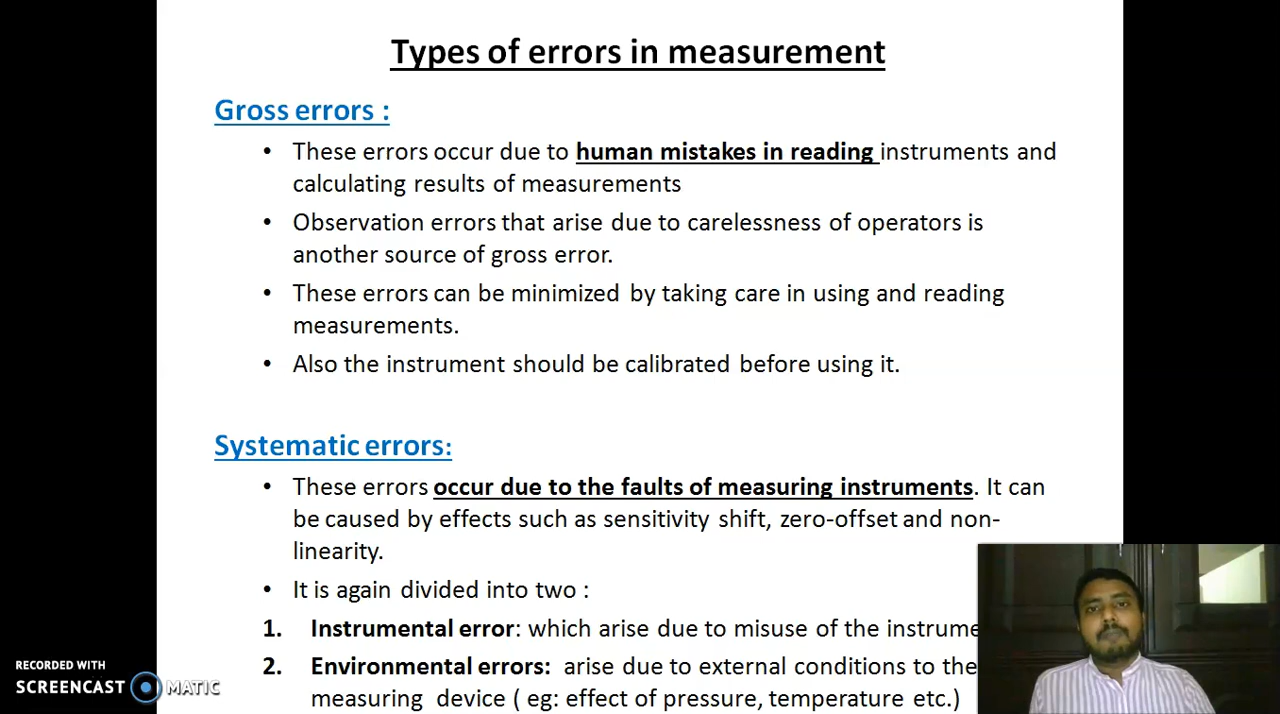 Types of errors in measurement
Gross errors :
• These errors occur due to human mistakes in reading instruments and
calculating results of measurements
• Observation errors that arise due to carelessness of operators is
another source of gross error.
• These errors can be minimized by taking care in using and reading
measurements.
• Also the instrument should be calibrated before using it.
Systematic errors:
• These errors occur due to the faults of measuring instruments. It can
be caused by effects such as sensitivity shift, zero-offset and non-
linearity.
• It is again divided into two :
1. Instrumental error: which arise due to misuse of the instrume
2. Environmental errors: arise due to external conditions to the
measuring device ( eg: effect of pressure, temperature etc.)
RECORDED WITH
SCREENCAST MATIC